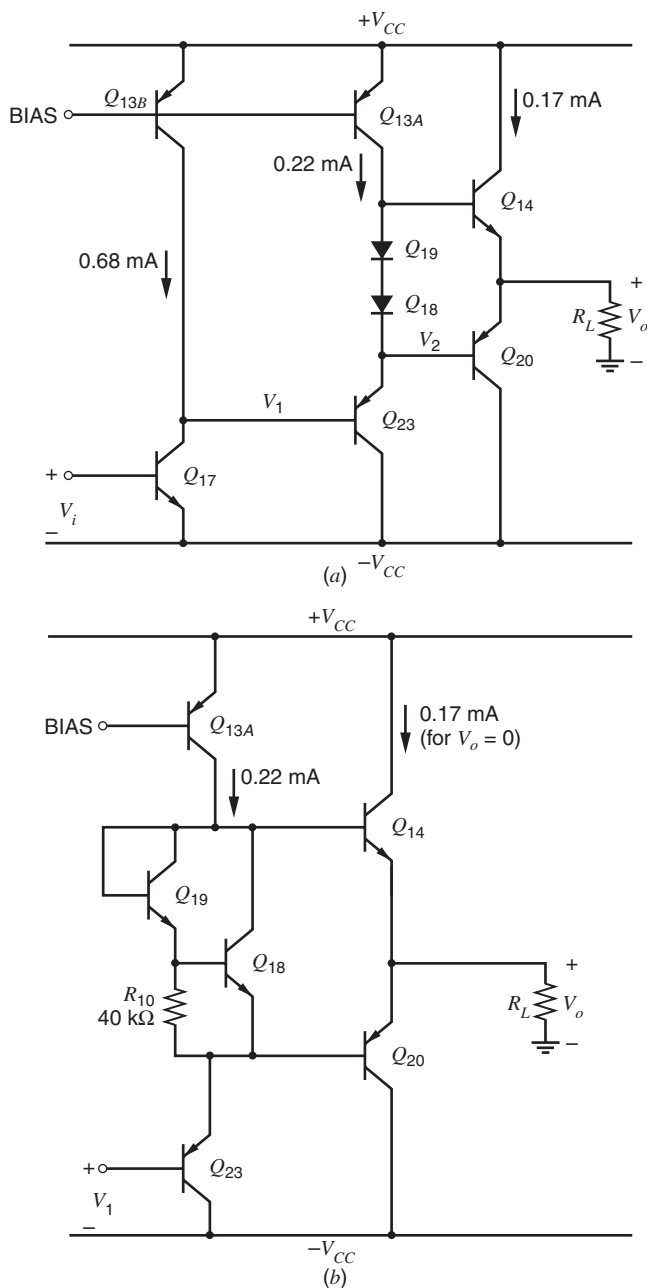 +V_CC
Q_13B
BIAS
Q_13A
0.17 mA
0.22 mA
Q_14
Q_19
0.68 mA
Q_18
+
R_L
V_o
V_2
Q_20
–
V_1
Q_23
+
Q_17
V_i
–
–V_CC
(a)
+V_CC
BIAS
Q_13A
0.17 mA
(for V_o = 0)
0.22 mA
Q_14
Q_19
Q_18
+
R_10
40 kΩ
R_L
V_o
Q_20
–
+
Q_23
V_1
–
–V_CC
(b)